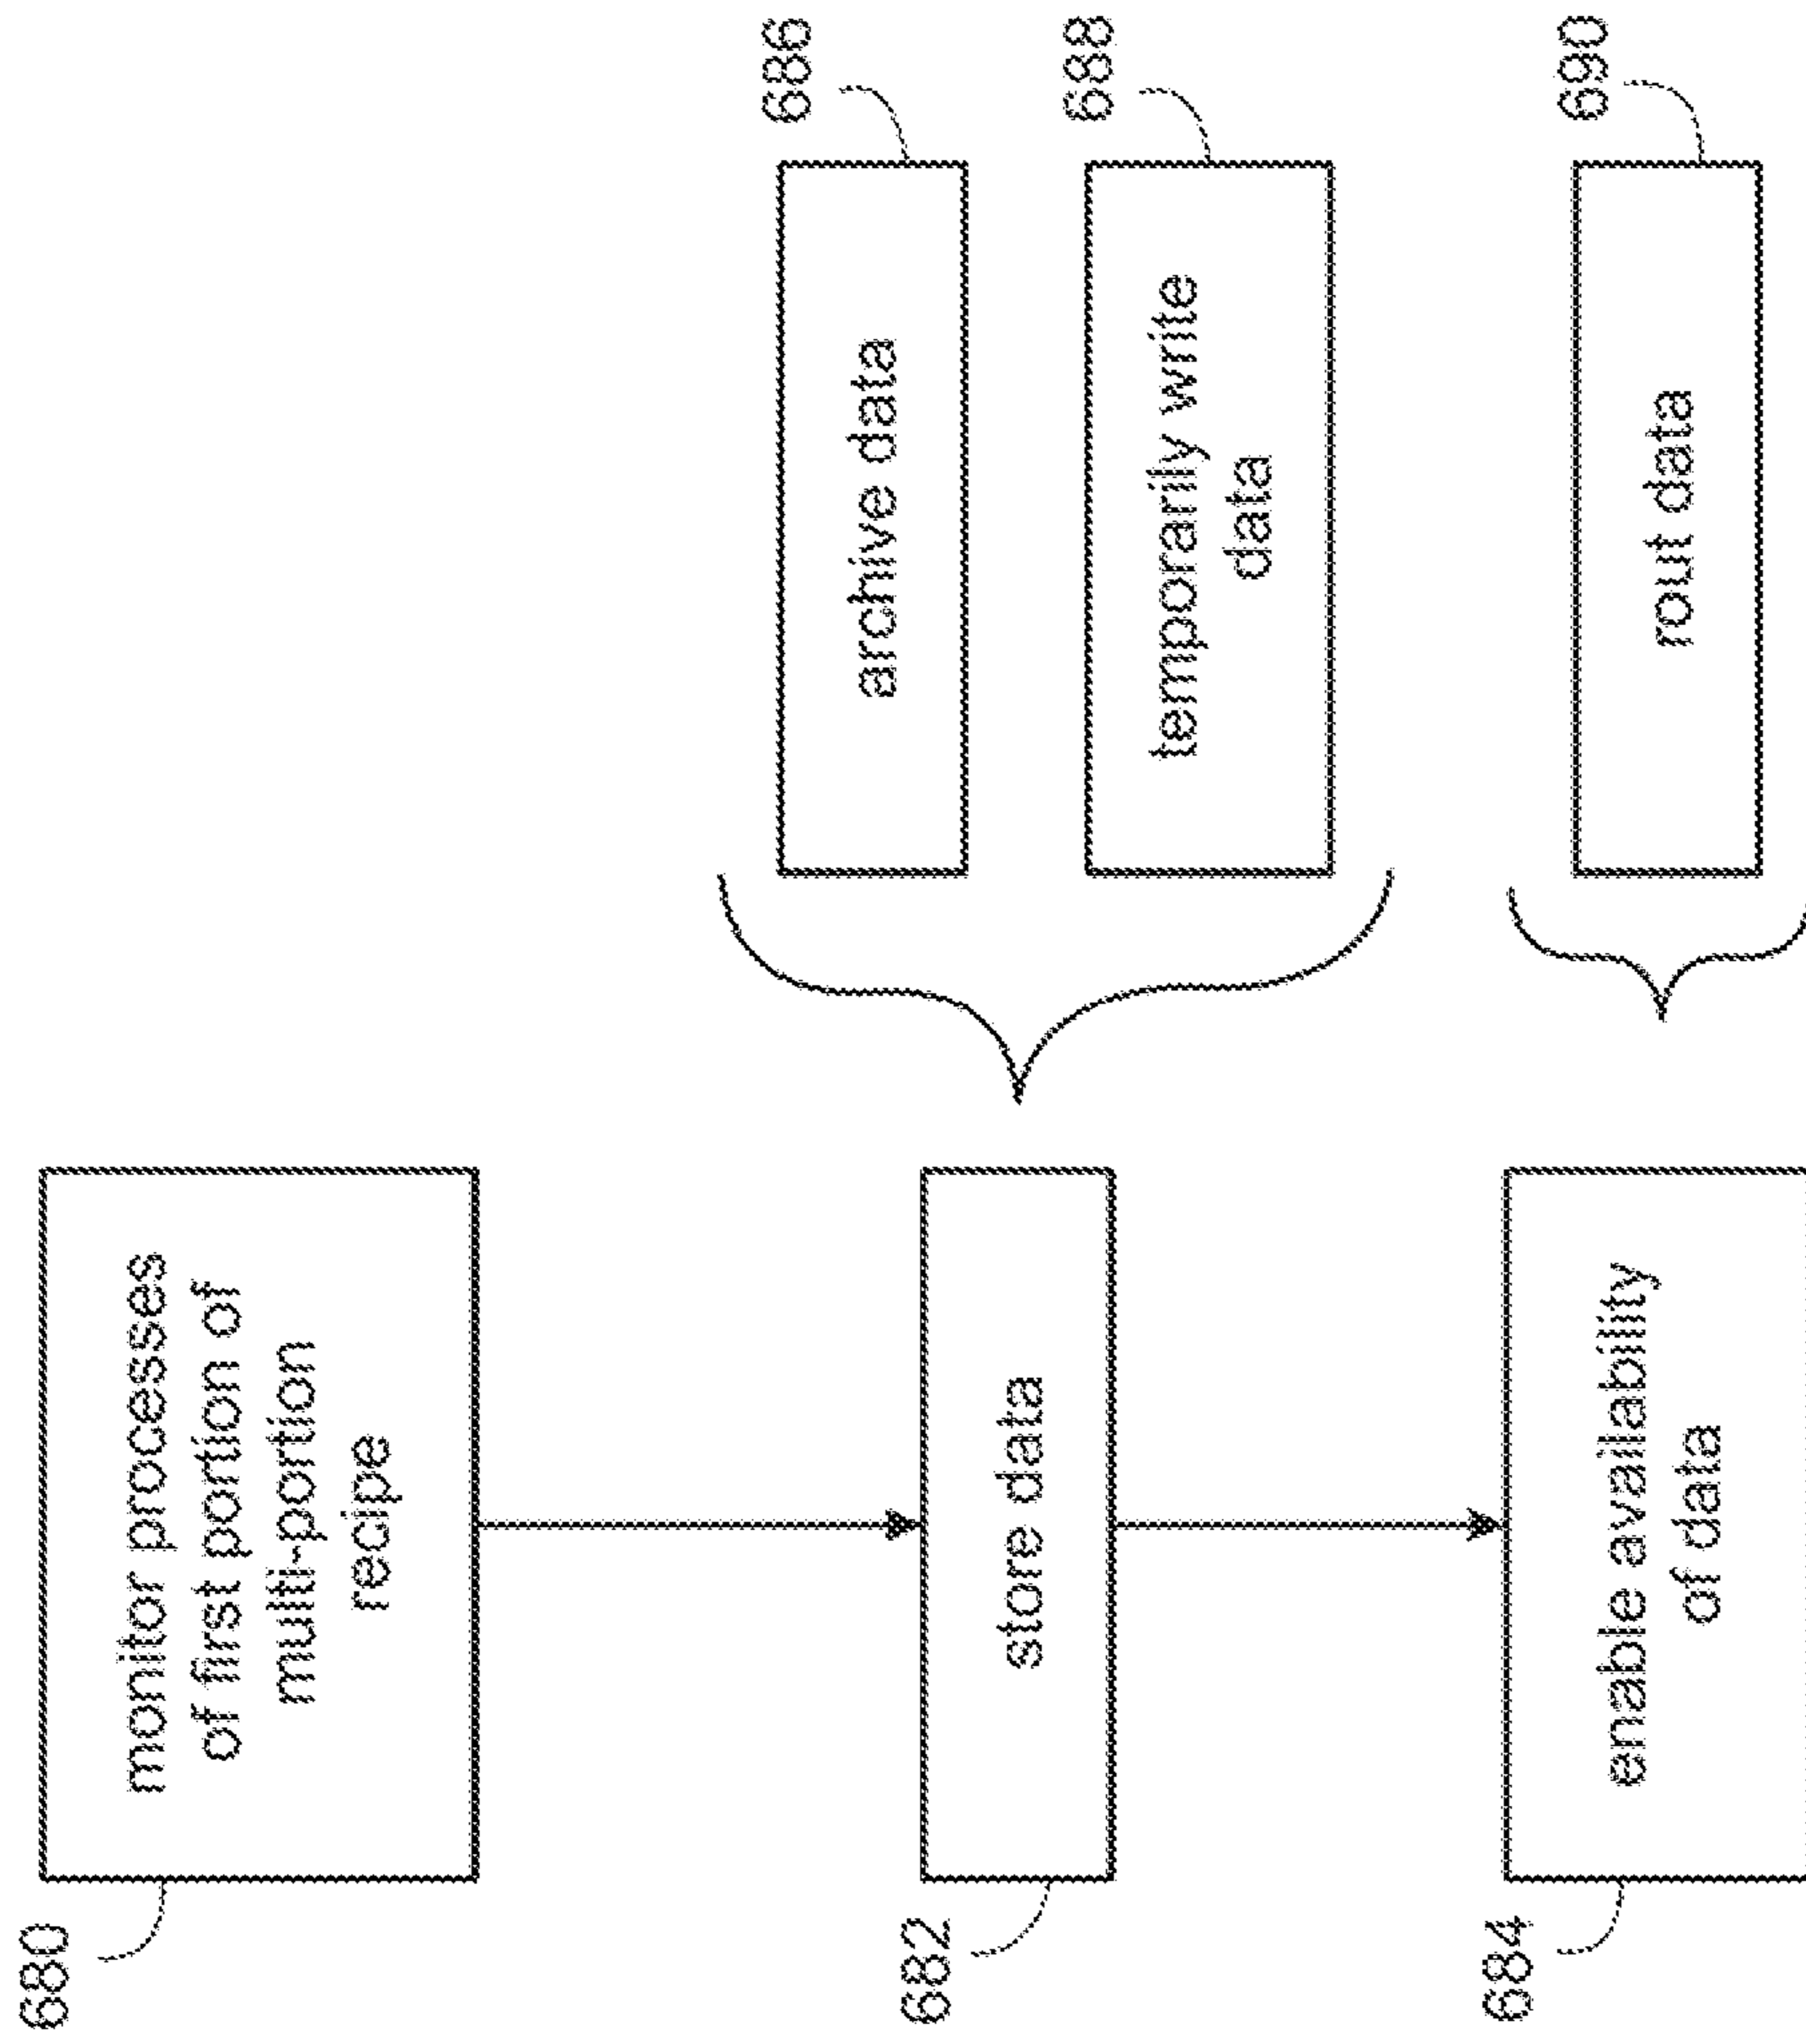 680
monitor processes
of first portion of
multi-portion
recipe
682
store data
archive data
686
temporarily write
data
688
684
enable availability
of data
rout data
690